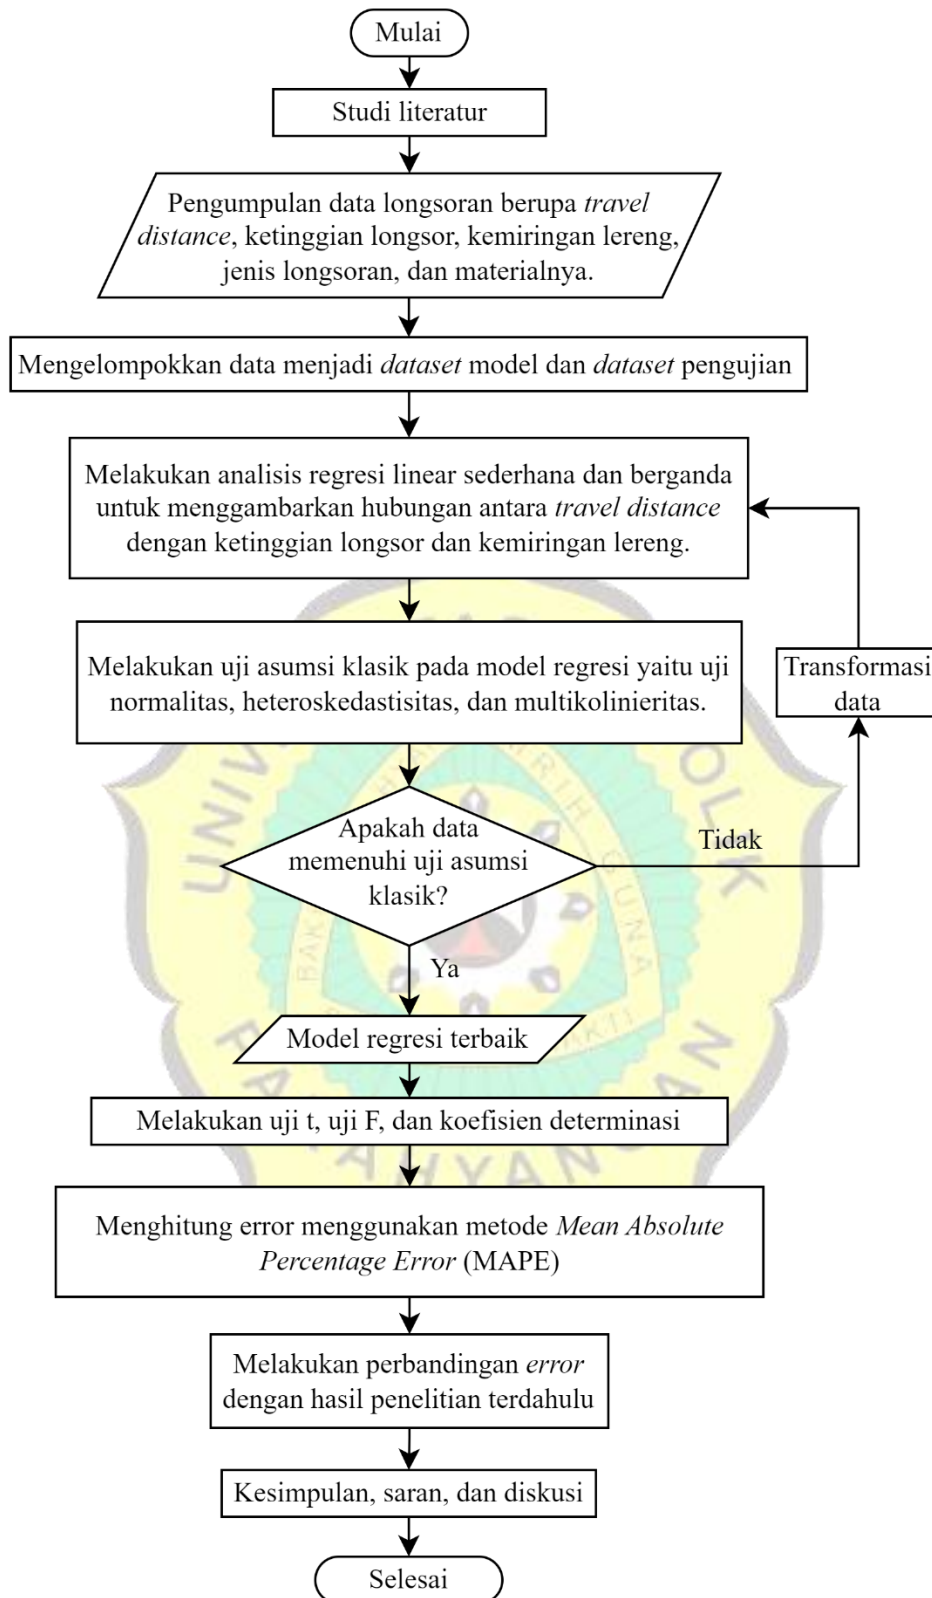 Mulai
Studi literatur
Pengumpulan data longsoran berupa travel
distance, ketinggian longsor, kemiringan lereng,
jenis longsoran, dan materialnya.
Mengelompokkan data menjadi dataset model dan dataset pengujian
Melakukan analisis regresi linear sederhana dan berganda
untuk menggambarkan hubungan antara travel distance
dengan ketinggian longsor dan kemiringan lereng.
Melakukan uji asumsi klasik pada model regresi yaitu uji
normalitas, heteroskedastisitas, dan multikolinieritas.
Transformasi
data
Apakah data
memenuhi uji asumsi
klasik?
Tidak
Ya
Model regresi terbaik
Melakukan uji t, uji F, dan koefisien determinasi
Menghitung error menggunakan metode Mean Absolute
Percentage Error (MAPE)
Melakukan perbandingan error
dengan hasil penelitian terdahulu
Kesimpulan, saran, dan diskusi
Selesai
GUNA